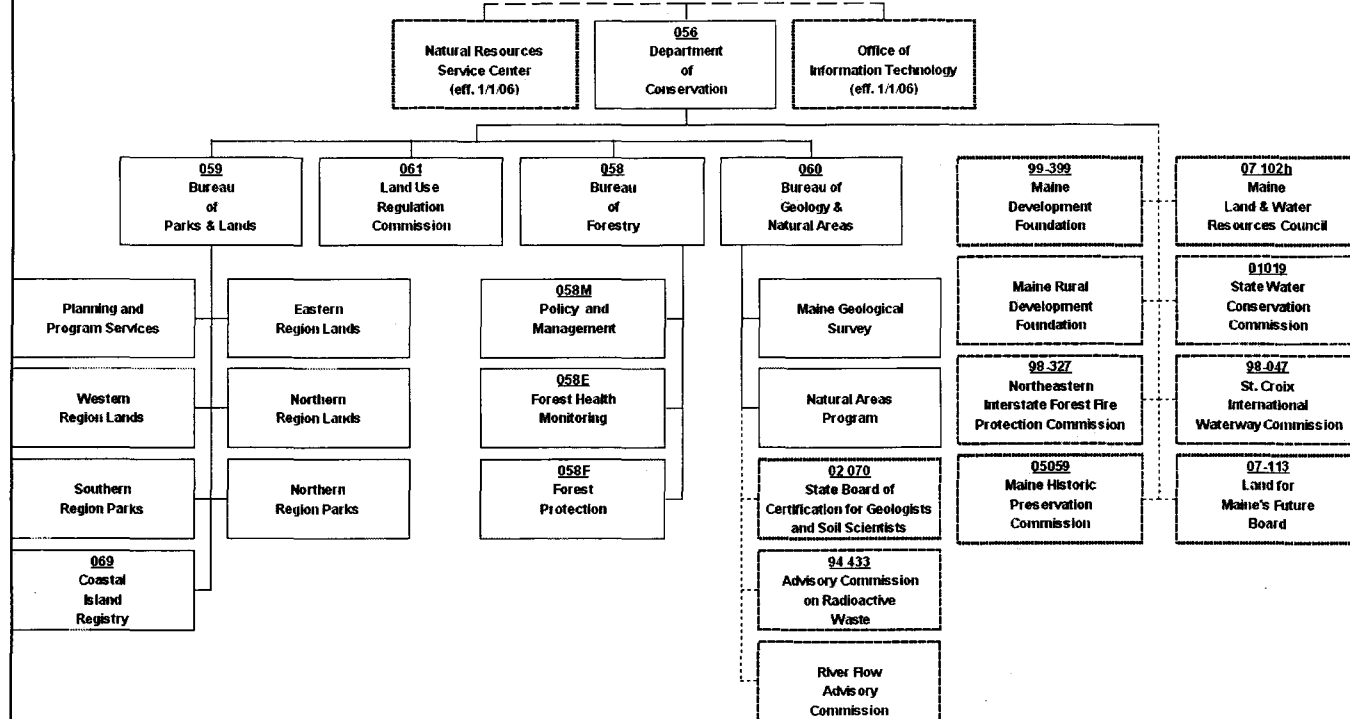 Natural Resources
Service Center
(eff. 1/1/06)
056
Department
of
Conservation
Office of
Information Technology
(eff. 1/1/06)
059
Bureau
of
Parks & Lands
061
Land Use
Regulation
Commission
058
Bureau
of
Forestry
060
Bureau of
Geology &
Natural Areas
99-399
Maine
Development
Foundation
07 102h
Maine
Land & Water
Resources Council
Planning and
Program Services
Eastern
Region Lands
058M
Policy and
Management
Maine Geological
Survey
Maine Rural
Development
Foundation
01019
State Water
Conservation
Commission
Western
Region Lands
Northern
Region Lands
058E
Forest Health
Monitoring
Natural Areas
Program
98-327
Northeastern
Interstate Forest Fire
Protection Commission
98-047
St. Croix
International
Waterway Commission
Southern
Region Parks
Northern
Region Parks
058F
Forest
Protection
02 070
State Board of
Certification for Geologists
and Soil Scientists
05059
Maine Historic
Preservation
Commission
07-113
Land for
Maine's Future
Board
069
Coastal
Island
Registry
94 433
Advisory Commission
on Radioactive
Waste
River Flow
Advisory
Commission